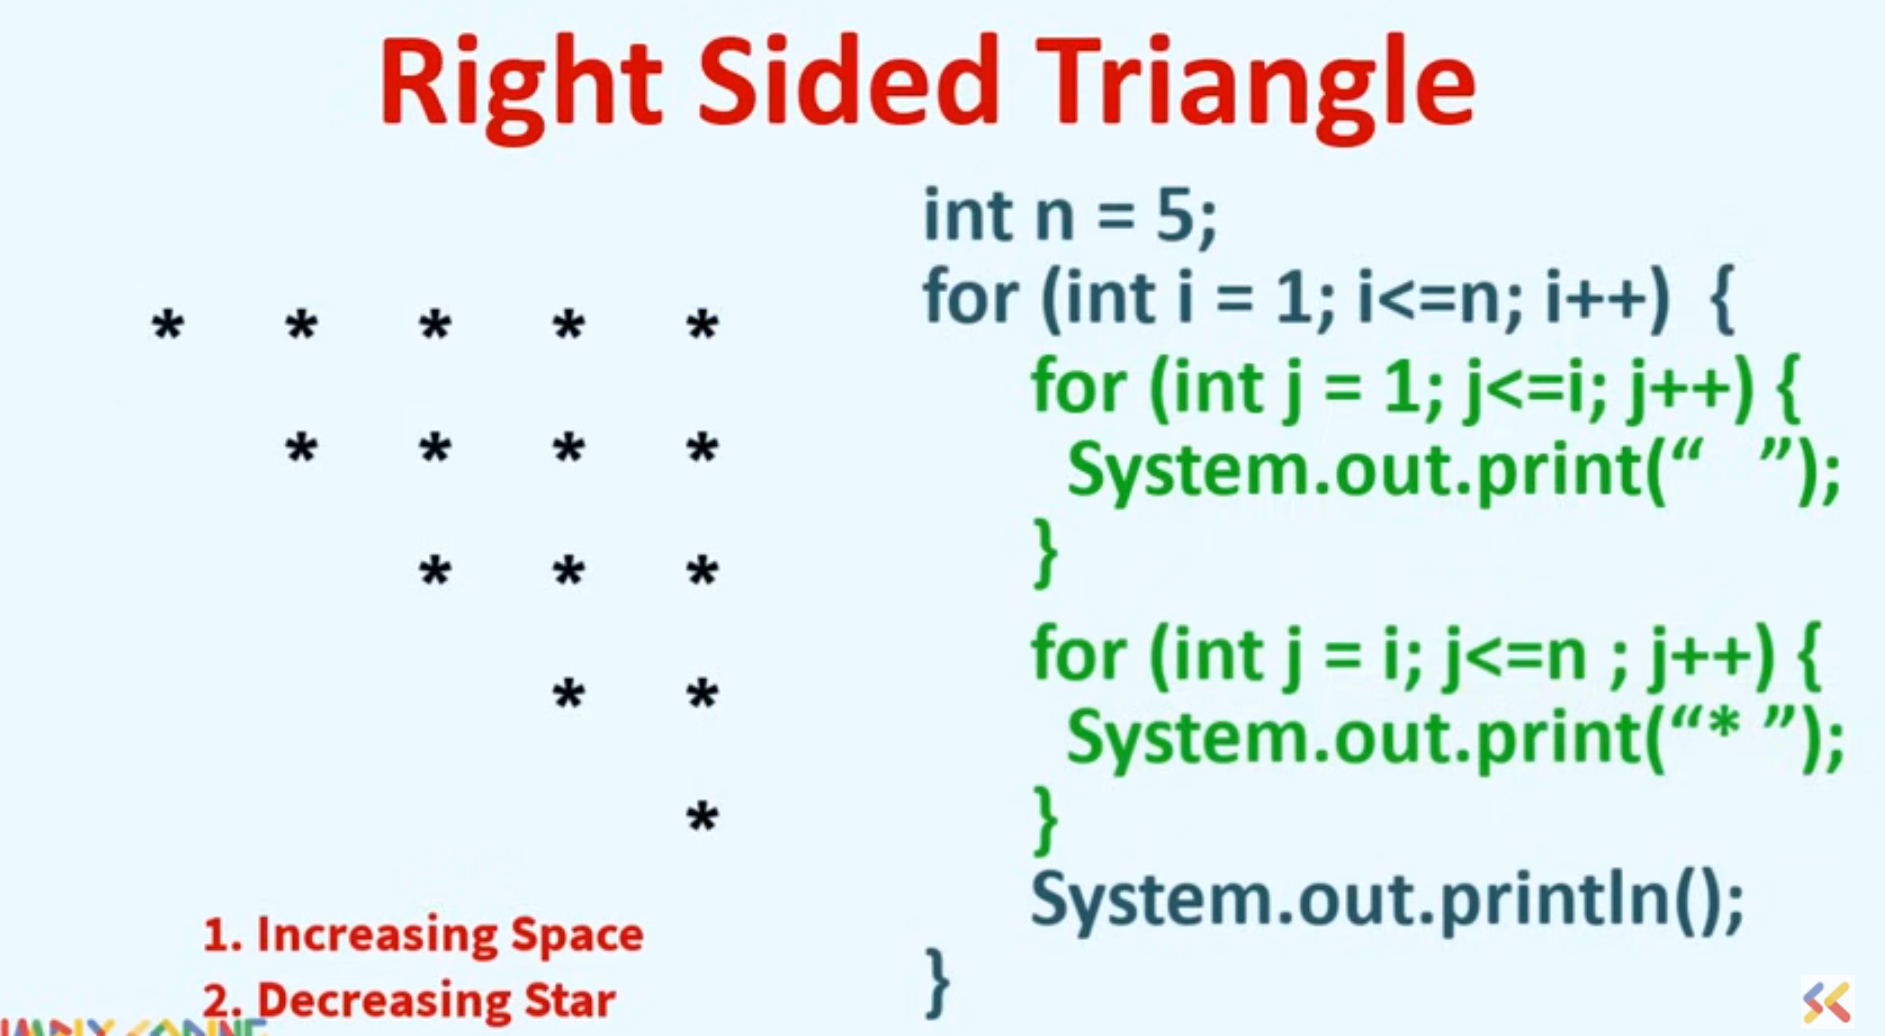 Right Sided Triangle
* * * * *
* * * *
* * *
* *
*
1. Increasing Space
2. Decreasing Star
int n = 5;
for (int i = 1; i<=n; i++) {
for (int j = 1; j<=i; j++) {
System.out.print(“  ”);
}
for (int j = i; j<=n ; j++) {
System.out.print(“* ”);
}
System.out.println();
}